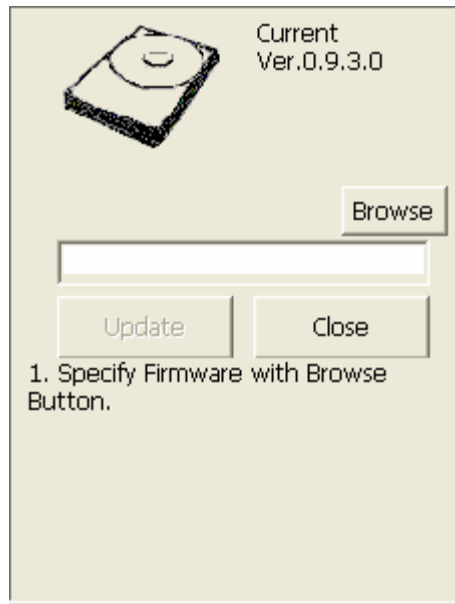 Current
Ver.0.9.3.0
Browse
Update
Close
1. Specify Firmware with Browse
Button.